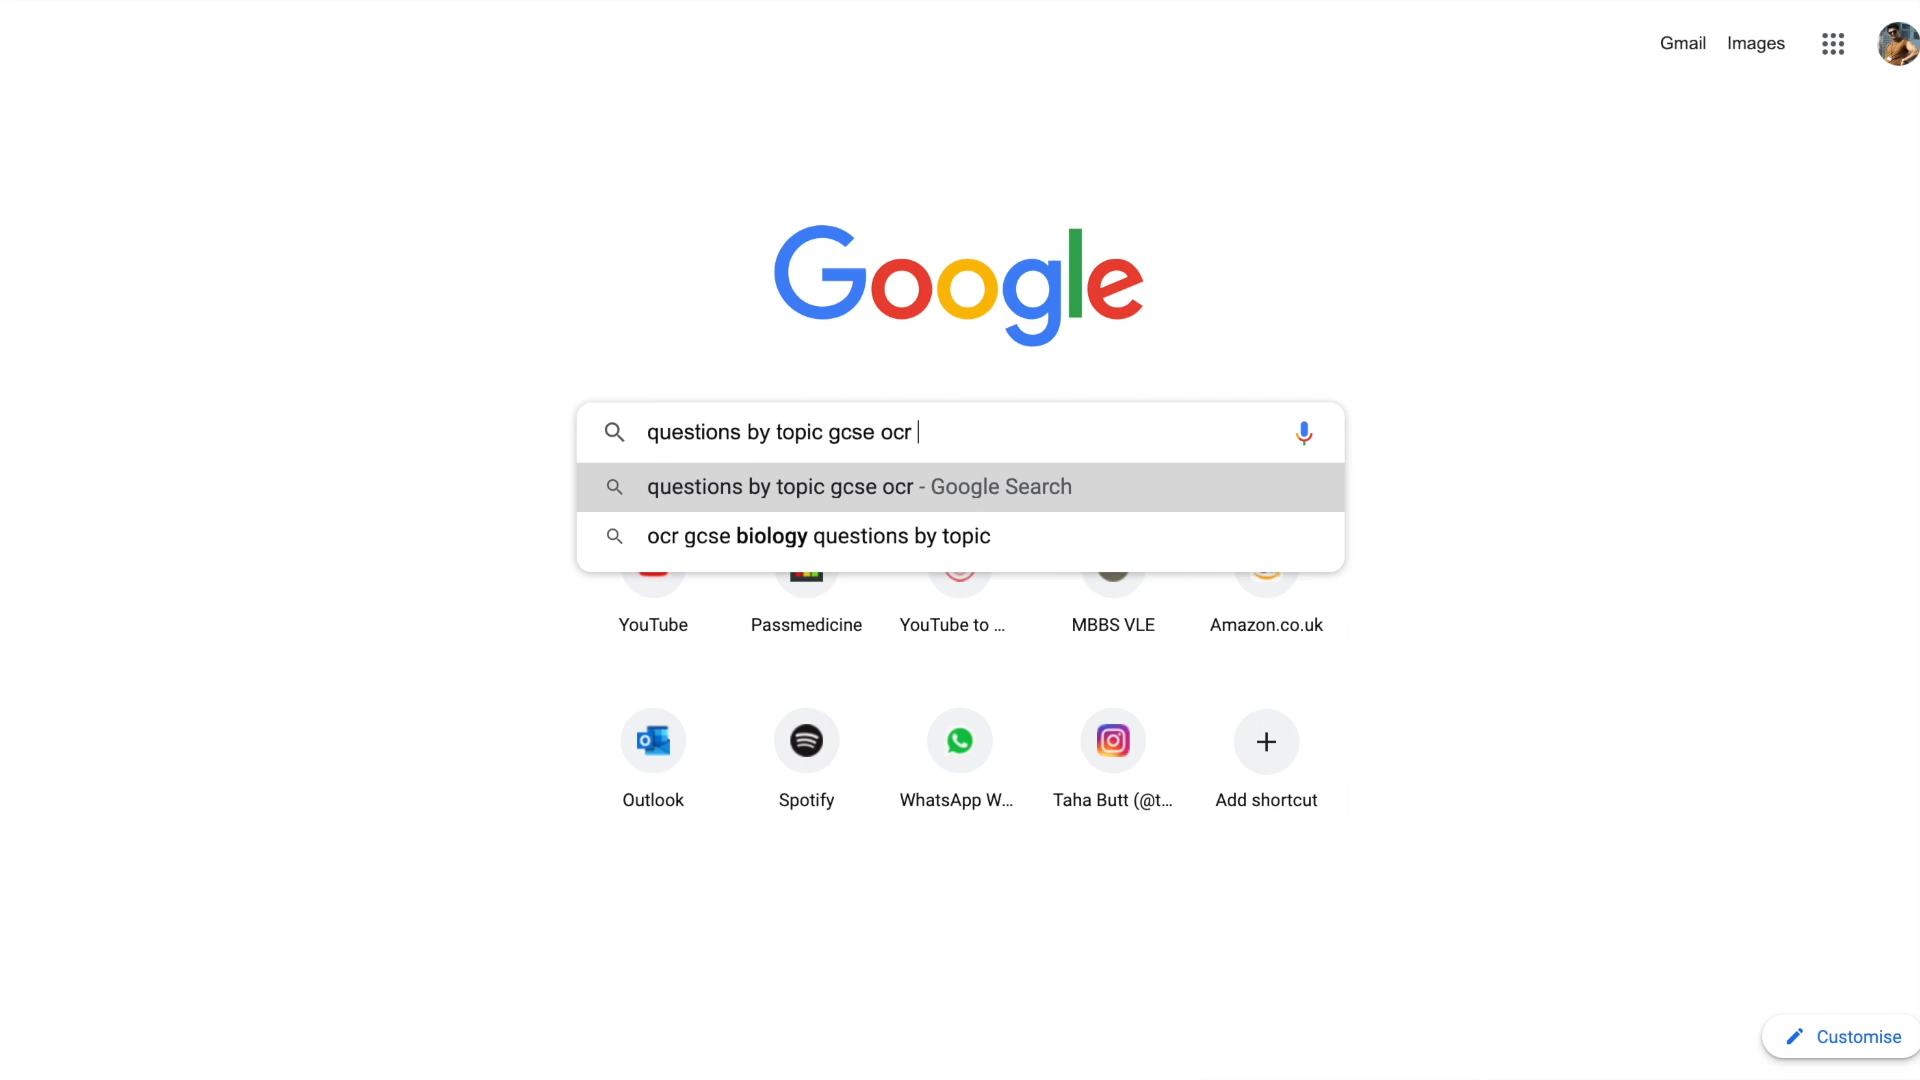 Gmail Images
Google
questions by topic gcse ocr
questions by topic gcse ocr - Google Search
ocr gcse biology questions by topic
YouTube Passmedicine YouTube to ... MBBS VLE Amazon.co.uk
Outlook Spotify WhatsApp W... Taha Butt (@t... Add shortcut
Customise